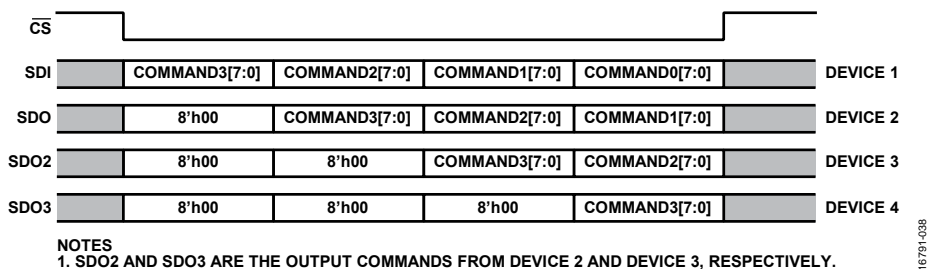 CS
SDI COMMAND3[7:0] COMMAND2[7:0] COMMAND1[7:0] COMMAND0[7:0] DEVICE 1
SDO 8'h00 COMMAND3[7:0] COMMAND2[7:0] COMMAND1[7:0] DEVICE 2
SDO2 8'h00 8'h00 COMMAND3[7:0] COMMAND2[7:0] DEVICE 3
SDO3 8'h00 8'h00 8'h00 COMMAND3[7:0] DEVICE 4
NOTES
1. SDO2 AND SDO3 ARE THE OUTPUT COMMANDS FROM DEVICE 2 AND DEVICE 3, RESPECTIVELY.
16791-038